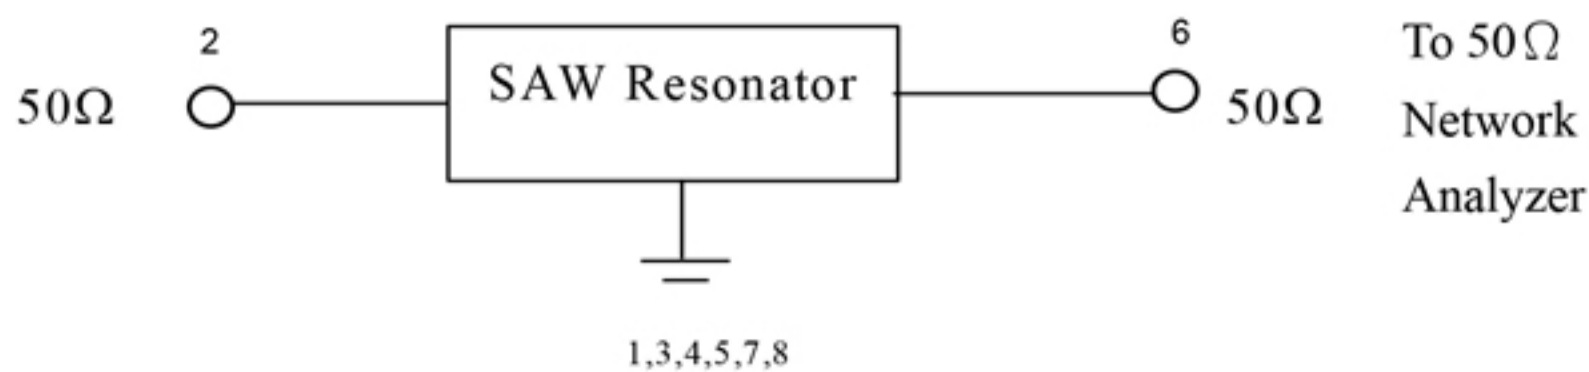 2
50Ω
SAW Resonator
6
50Ω
To 50Ω
Network
Analyzer
1,3,4,5,7,8